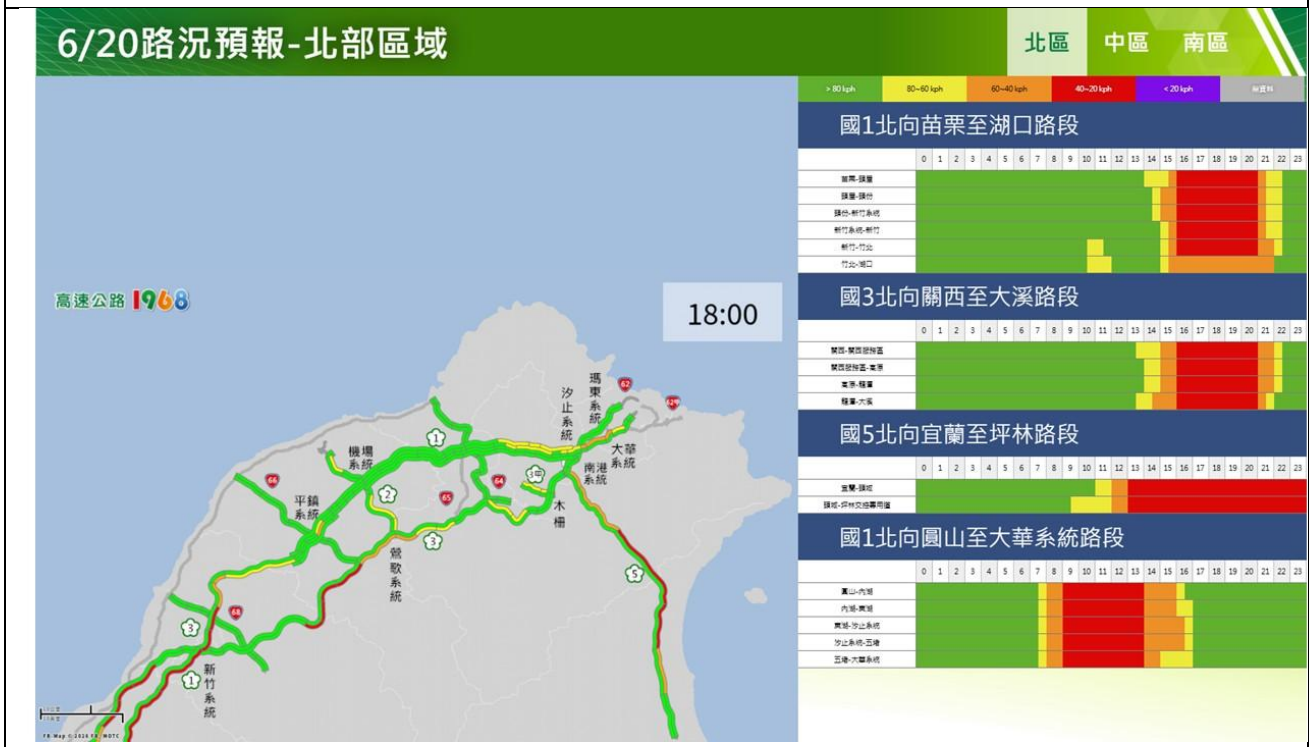 6/20路況預報-北部區域
北區 中區 南區
> 80 kph 80~60 kph 60~40 kph 40~20 kph < 20 kph 無資料
國1北向苗栗至湖口路段
0 1 2 3 4 5 6 7 8 9 10 11 12 13 14 15 16 17 18 19 20 21 22 23
苗栗-頭屋
頭屋-頭份
頭份-新竹系統
新竹系統-新竹
新竹-竹北
竹北-湖口
國3北向關西至大溪路段
0 1 2 3 4 5 6 7 8 9 10 11 12 13 14 15 16 17 18 19 20 21 22 23
關西-關西服務區
關西服務區-高原
高原-龍潭
龍潭-大溪
國5北向宜蘭至坪林路段
0 1 2 3 4 5 6 7 8 9 10 11 12 13 14 15 16 17 18 19 20 21 22 23
宜蘭-頭城
頭城-坪林交控專用道
國1北向圓山至大華系統路段
0 1 2 3 4 5 6 7 8 9 10 11 12 13 14 15 16 17 18 19 20 21 22 23
圓山-內湖
內湖-東湖
東湖-汐止系統
汐止系統-五堵
五堵-大華系統
高速公路 1968
18:00
瑪東系統
62
62甲
汐止系統
1
大華系統
機場系統
南港系統
3甲
66
2
65
64
平鎮系統
木柵
3
鶯歌系統
5
68
3
1
新竹系統